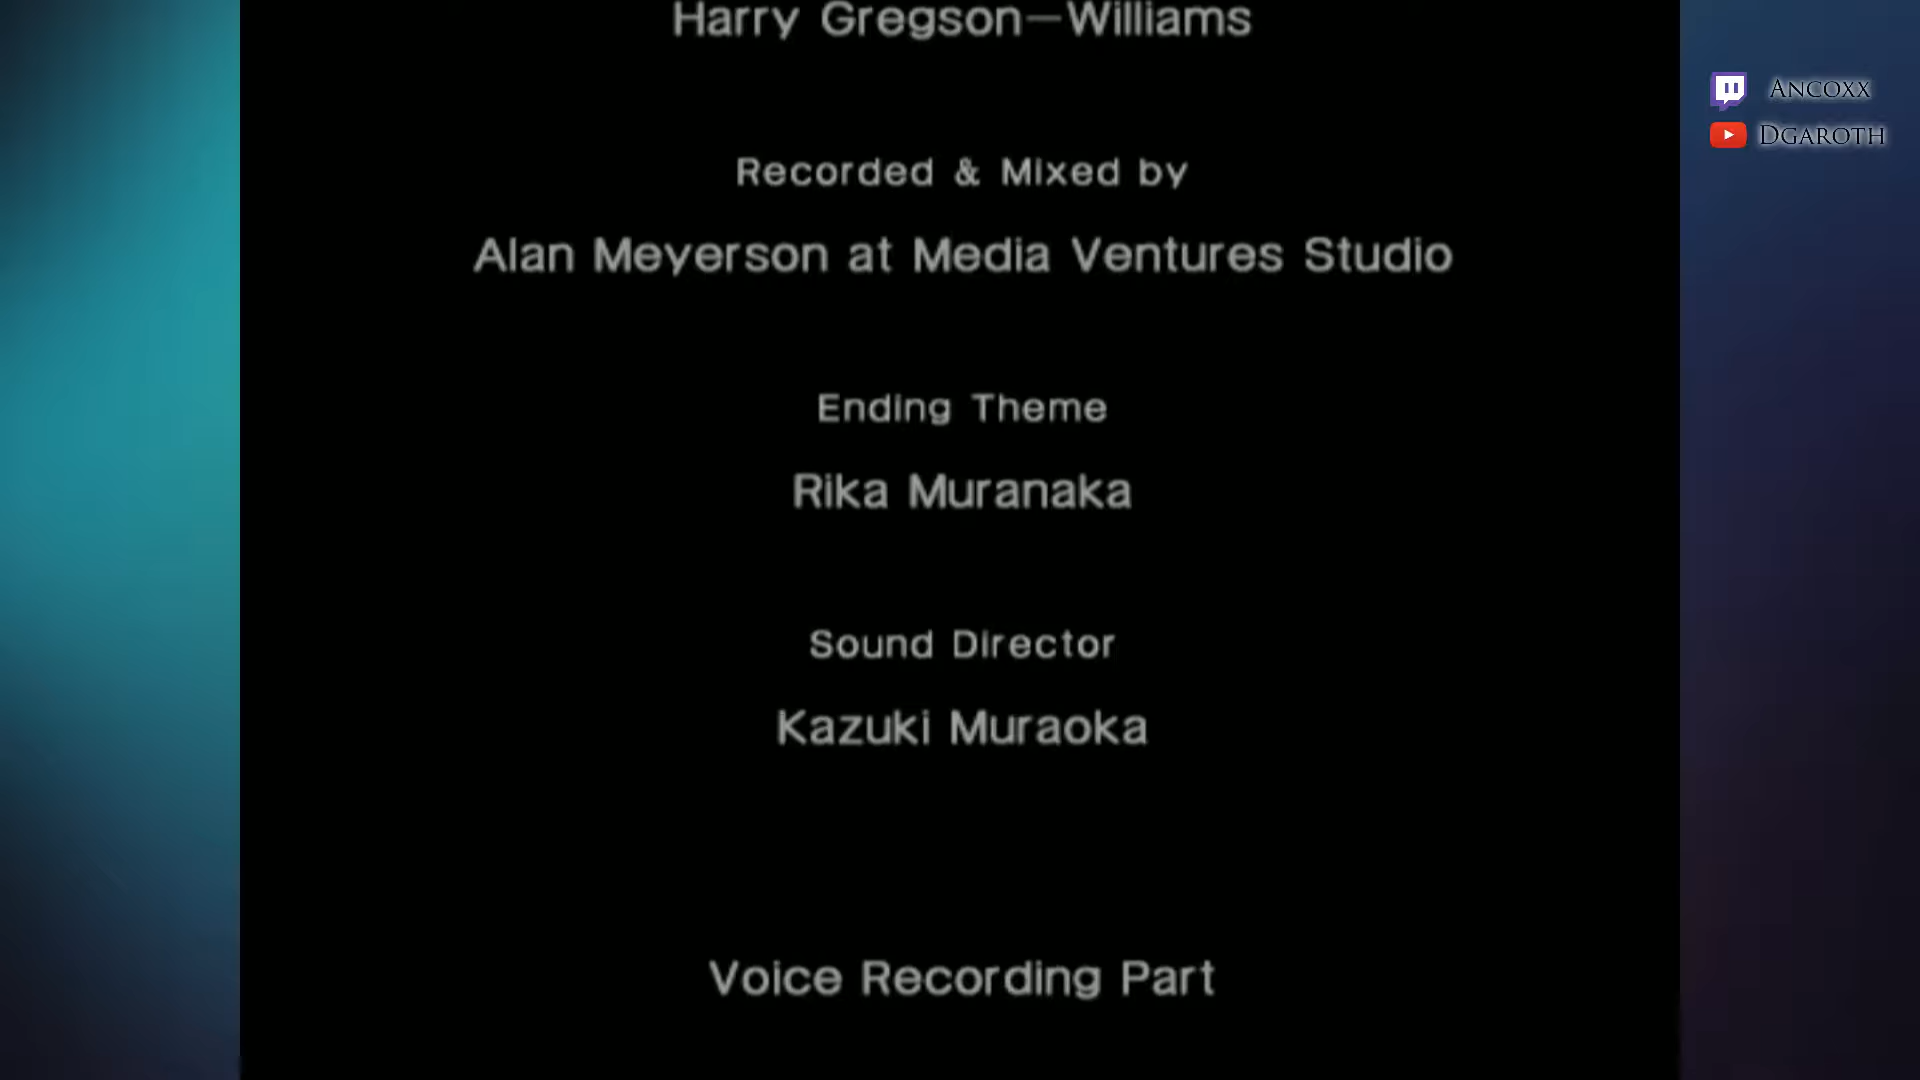 Harry Gregson—Williams
Recorded & Mixed by
Alan Meyerson at Media Ventures Studio
Ending Theme
Rika Muranaka
Sound Director
Kazuki Muraoka
Voice Recording Part
Ancoxx
Dgaroth